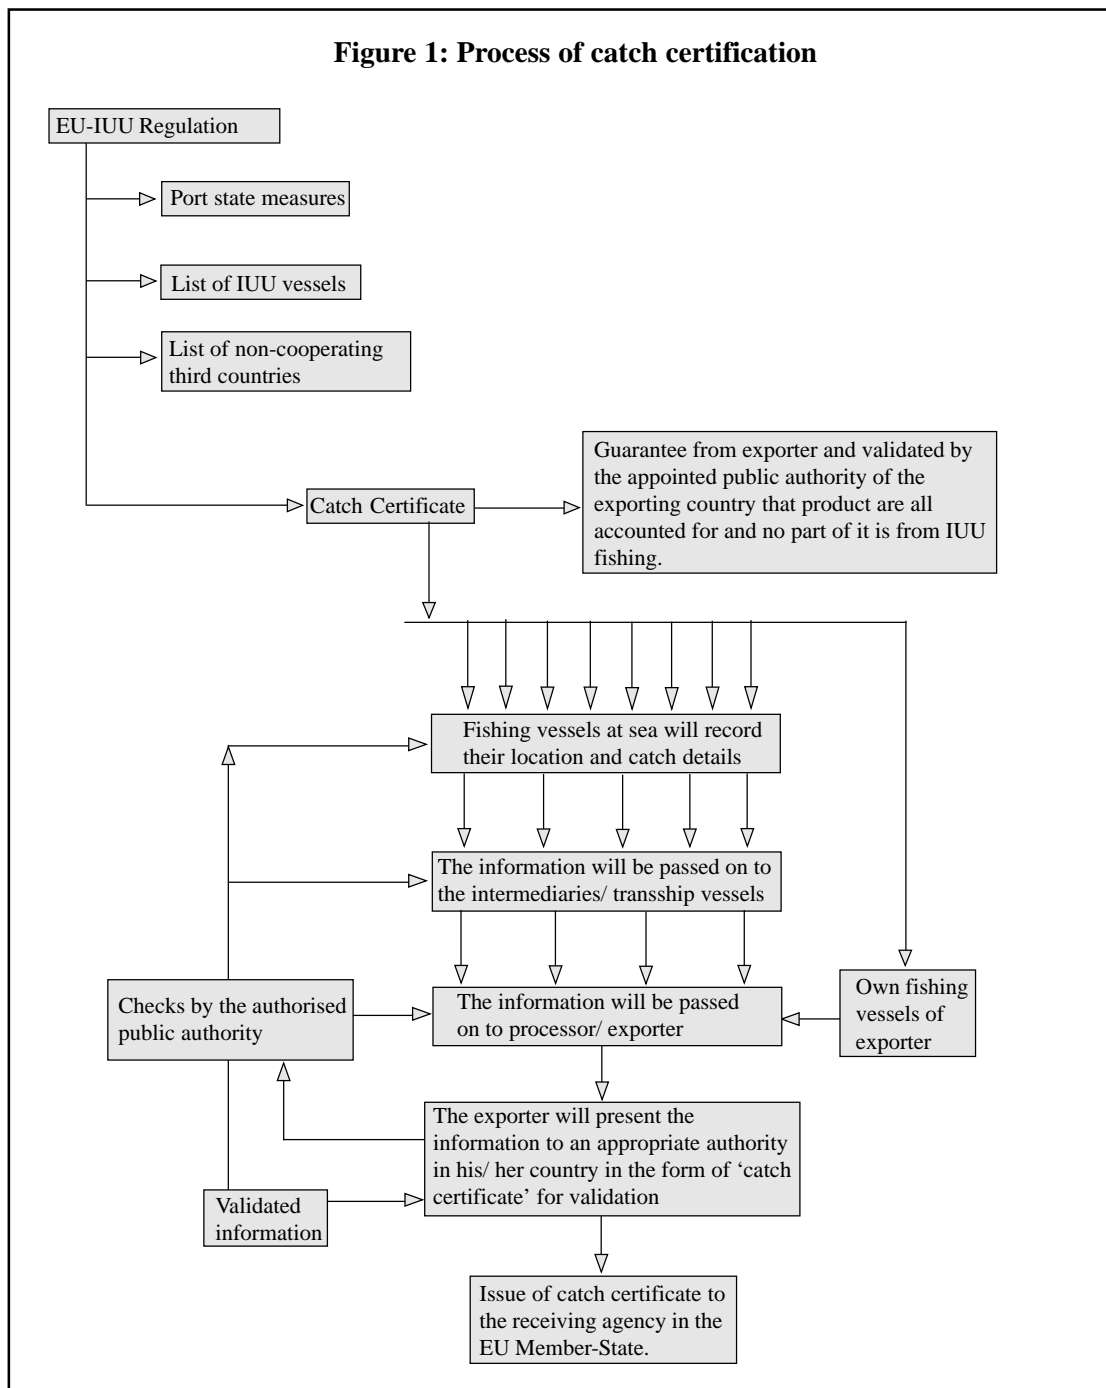 Figure 1: Process of catch certification
EU-IUU Regulation
Port state measures
List of IUU vessels
List of non-cooperating
third countries
Guarantee from exporter and validated by
the appointed public authority of the
exporting country that product are all
accounted for and no part of it is from IUU
fishing.
Catch Certificate
Fishing vessels at sea will record
their location and catch details
The information will be passed on to
the intermediaries/ transship vessels
Checks by the authorised
public authority
The information will be passed
on to processor/ exporter
Own fishing
vessels of
exporter
The exporter will present the
information to an appropriate authority
in his/ her country in the form of ‘catch
certificate’ for validation
Validated
information
Issue of catch certificate to
the receiving agency in the
EU Member-State.